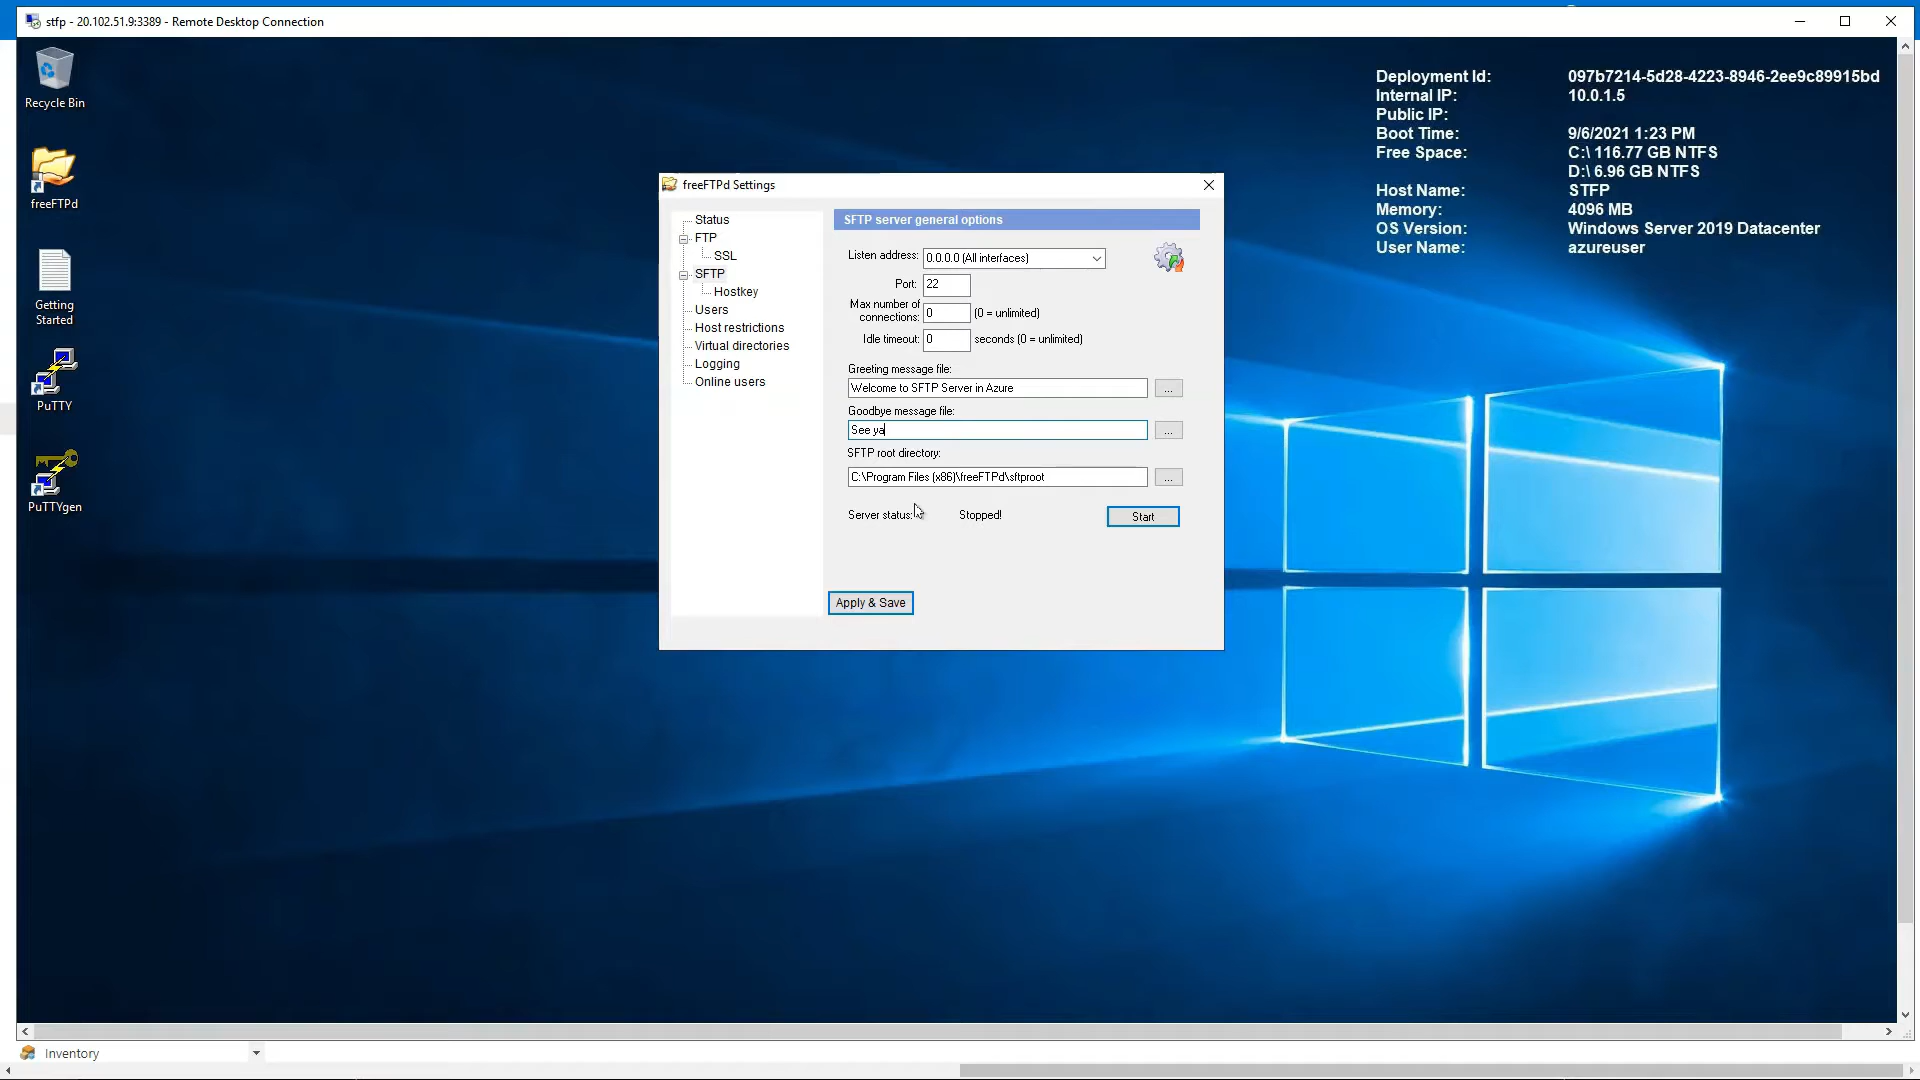 stfp - 20.102.51.9:3389 - Remote Desktop Connection
Recycle Bin
freeFTPd
Getting
Started
PuTTY
PuTTYgen
Deployment Id: 097b7214-5d28-4223-8946-2ee9c89915bd
Internal IP: 10.0.1.5
Public IP:
Boot Time: 9/6/2021 1:23 PM
Free Space: C:\ 116.77 GB NTFS
D:\ 6.96 GB NTFS
Host Name: STFP
Memory: 4096 MB
OS Version: Windows Server 2019 Datacenter
User Name: azureuser
freeFTPd Settings
Status
FTP
SSL
SFTP
Hostkey
Users
Host restrictions
Virtual directories
Logging
Online users
SFTP server general options
Listen address: 0.0.0.0 (All interfaces)
Port: 22
Max number of
connections: 0 (0 = unlimited)
Idle timeout: 0 seconds (0 = unlimited)
Greeting message file:
Welcome to SFTP Server in Azure ...
Goodbye message file:
See ya ...
SFTP root directory:
C:\Program Files (x86)\freeFTPd\sftproot ...
Server status: Stopped! Start
Apply & Save
Inventory